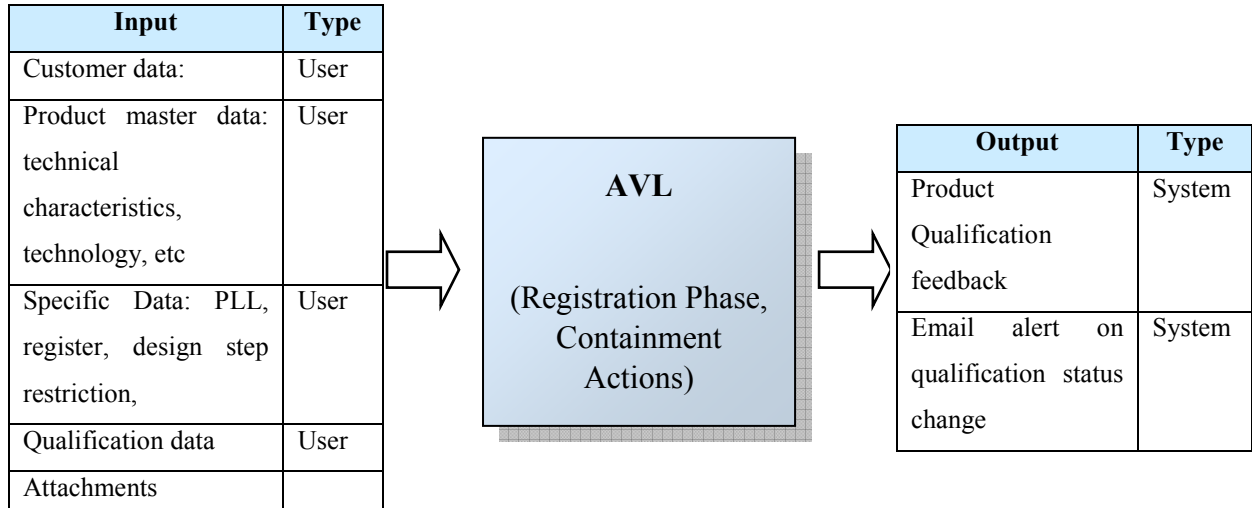 Input Type
Customer data: User
Product master data: User
technical
characteristics,
technology, etc
Specific Data: PLL, User
register, design step
restriction,
Qualification data User
Attachments
AVL
(Registration Phase,
Containment
Actions)
Output Type
Product System
Qualification
feedback
Email alert on System
qualification status
change